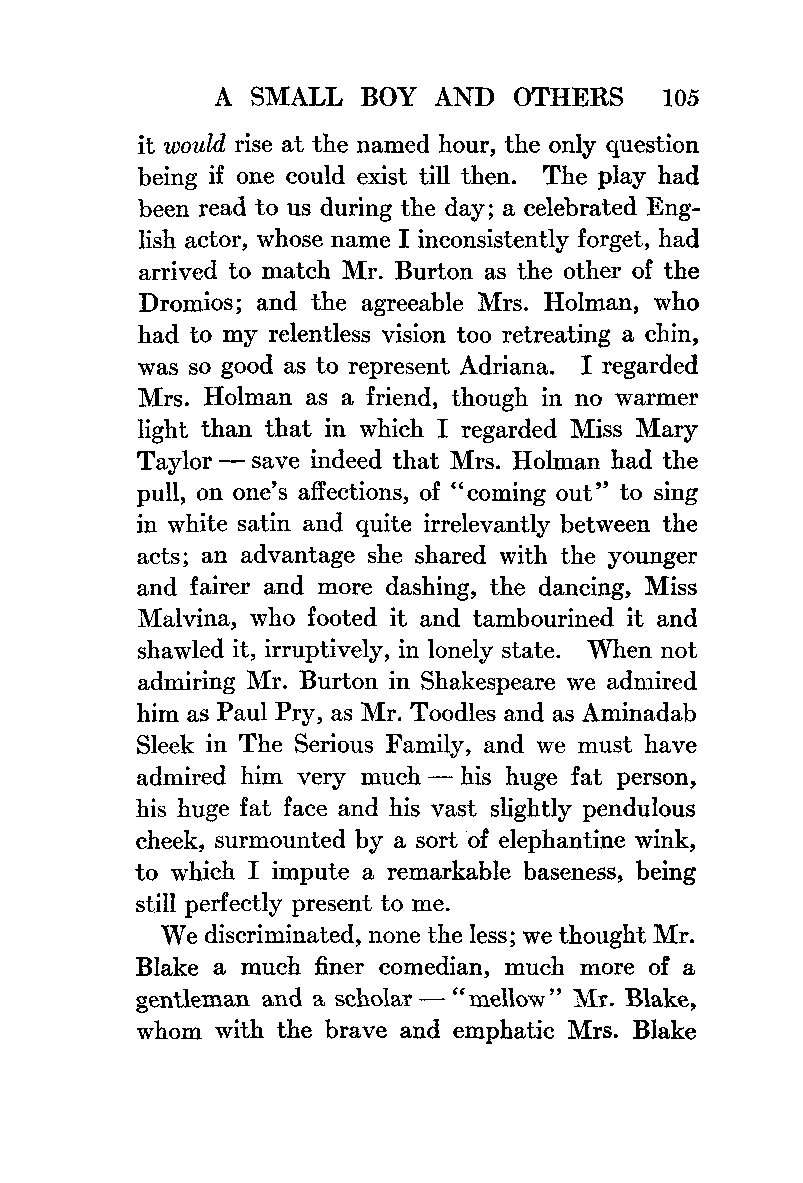 A SMALL BOY AND OTHERS 105
it would rise at the named hour, the only question
being if one could exist till then. The play had
been read to us during the day; a celebrated Eng-
lish actor, whose name I inconsistently forget, had
arrived to match Mr. Burton as the other of the
Dromios; and the agreeable Mrs. Holman, who
had to my relentless vision too retreating a chin,
was so good as to represent Adriana. I regarded
Mrs. Holman as a friend, though in no warmer
light than that in which I regarded Miss Mary
Taylor — save indeed that Mrs. Holman had the
pull, on one's affections, of "coming out" to sing
in white satin and quite irrelevantly between the
acts; an advantage she shared with the younger
and fairer and more dashing, the dancing, Miss
Malvina, who footed it and tambourined it and
shawled it, irruptively, in lonely state. When not
admiring Mr. Burton in Shakespeare we admired
him as Paul Pry, as Mr. Toodles and as Aminadab
Sleek in The Serious Family, and we must have
admired him very much — his huge fat person,
his huge fat face and his vast slightly pendulous
cheek, surmounted by a sort of elephantine wink,
to which I impute a remarkable baseness, being
still perfectly present to me.
We discriminated, none the less; we thought Mr.
Blake a much finer comedian, much more of a
gentleman and a scholar — "mellow" Mr. Blake,
whom with the brave and emphatic Mrs. Blake